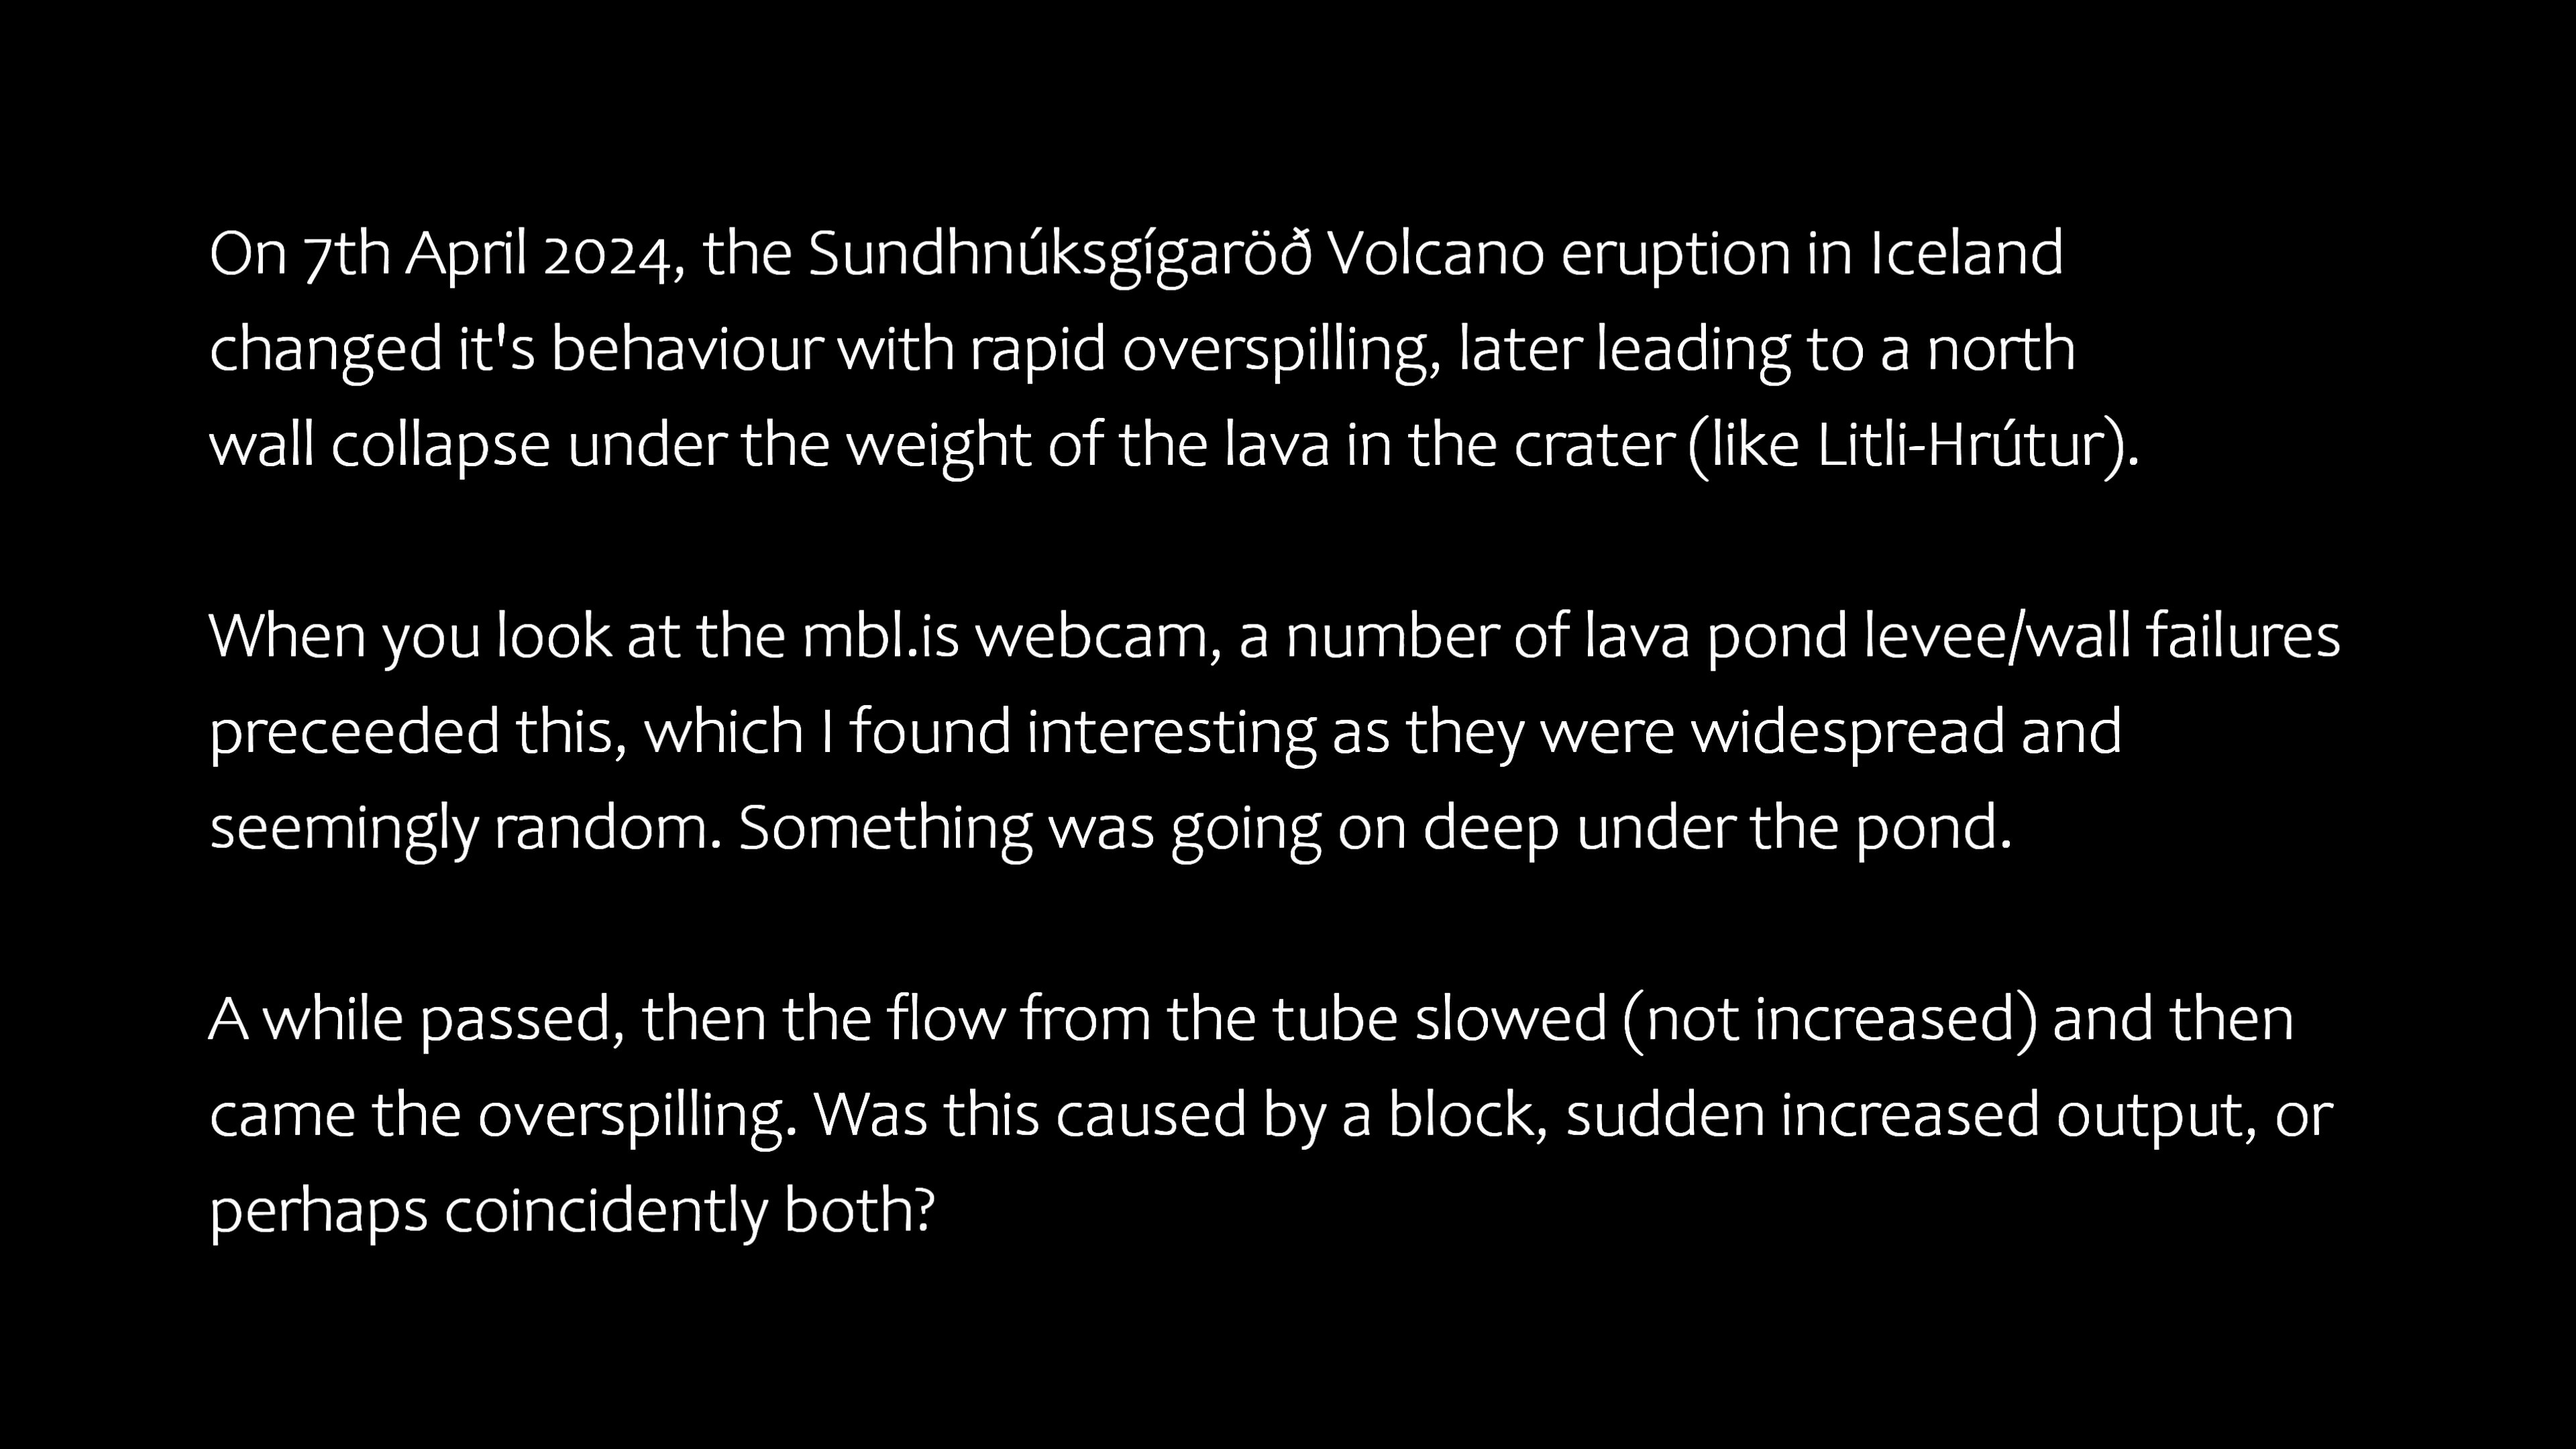 On 7th April 2024, the Sundhnúksgígaröð Volcano eruption in Iceland
changed it's behaviour with rapid overspilling, later leading to a north
wall collapse under the weight of the lava in the crater (like Litli-Hrútur).
When you look at the mbl.is webcam, a number of lava pond levee/wall failures
preceeded this, which I found interesting as they were widespread and
seemingly random. Something was going on deep under the pond.
A while passed, then the flow from the tube slowed (not increased) and then
came the overspilling. Was this caused by a block, sudden increased output, or
perhaps coincidently both?